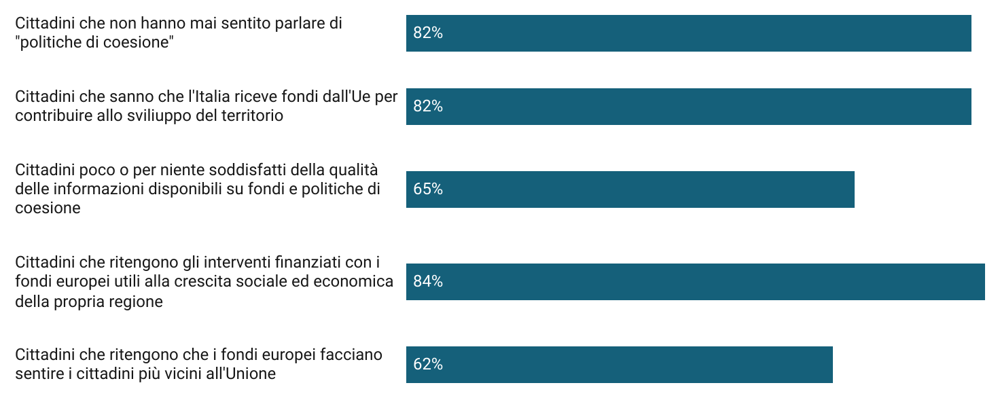 Cittadini che non hanno mai sentito parlare di
"politiche di coesione"
82%
Cittadini che sanno che l'Italia riceve fondi dall'Ue per
contribuire allo sviliuppo del territorio
82%
Cittadini poco o per niente soddisfatti della qualità
delle informazioni disponibili su fondi e politiche di
coesione
65%
Cittadini che ritengono gli interventi finanziati con i
fondi europei utili alla crescita sociale ed economica
della propria regione
84%
Cittadini che ritengono che i fondi europei facciano
sentire i cittadini più vicini all'Unione
62%